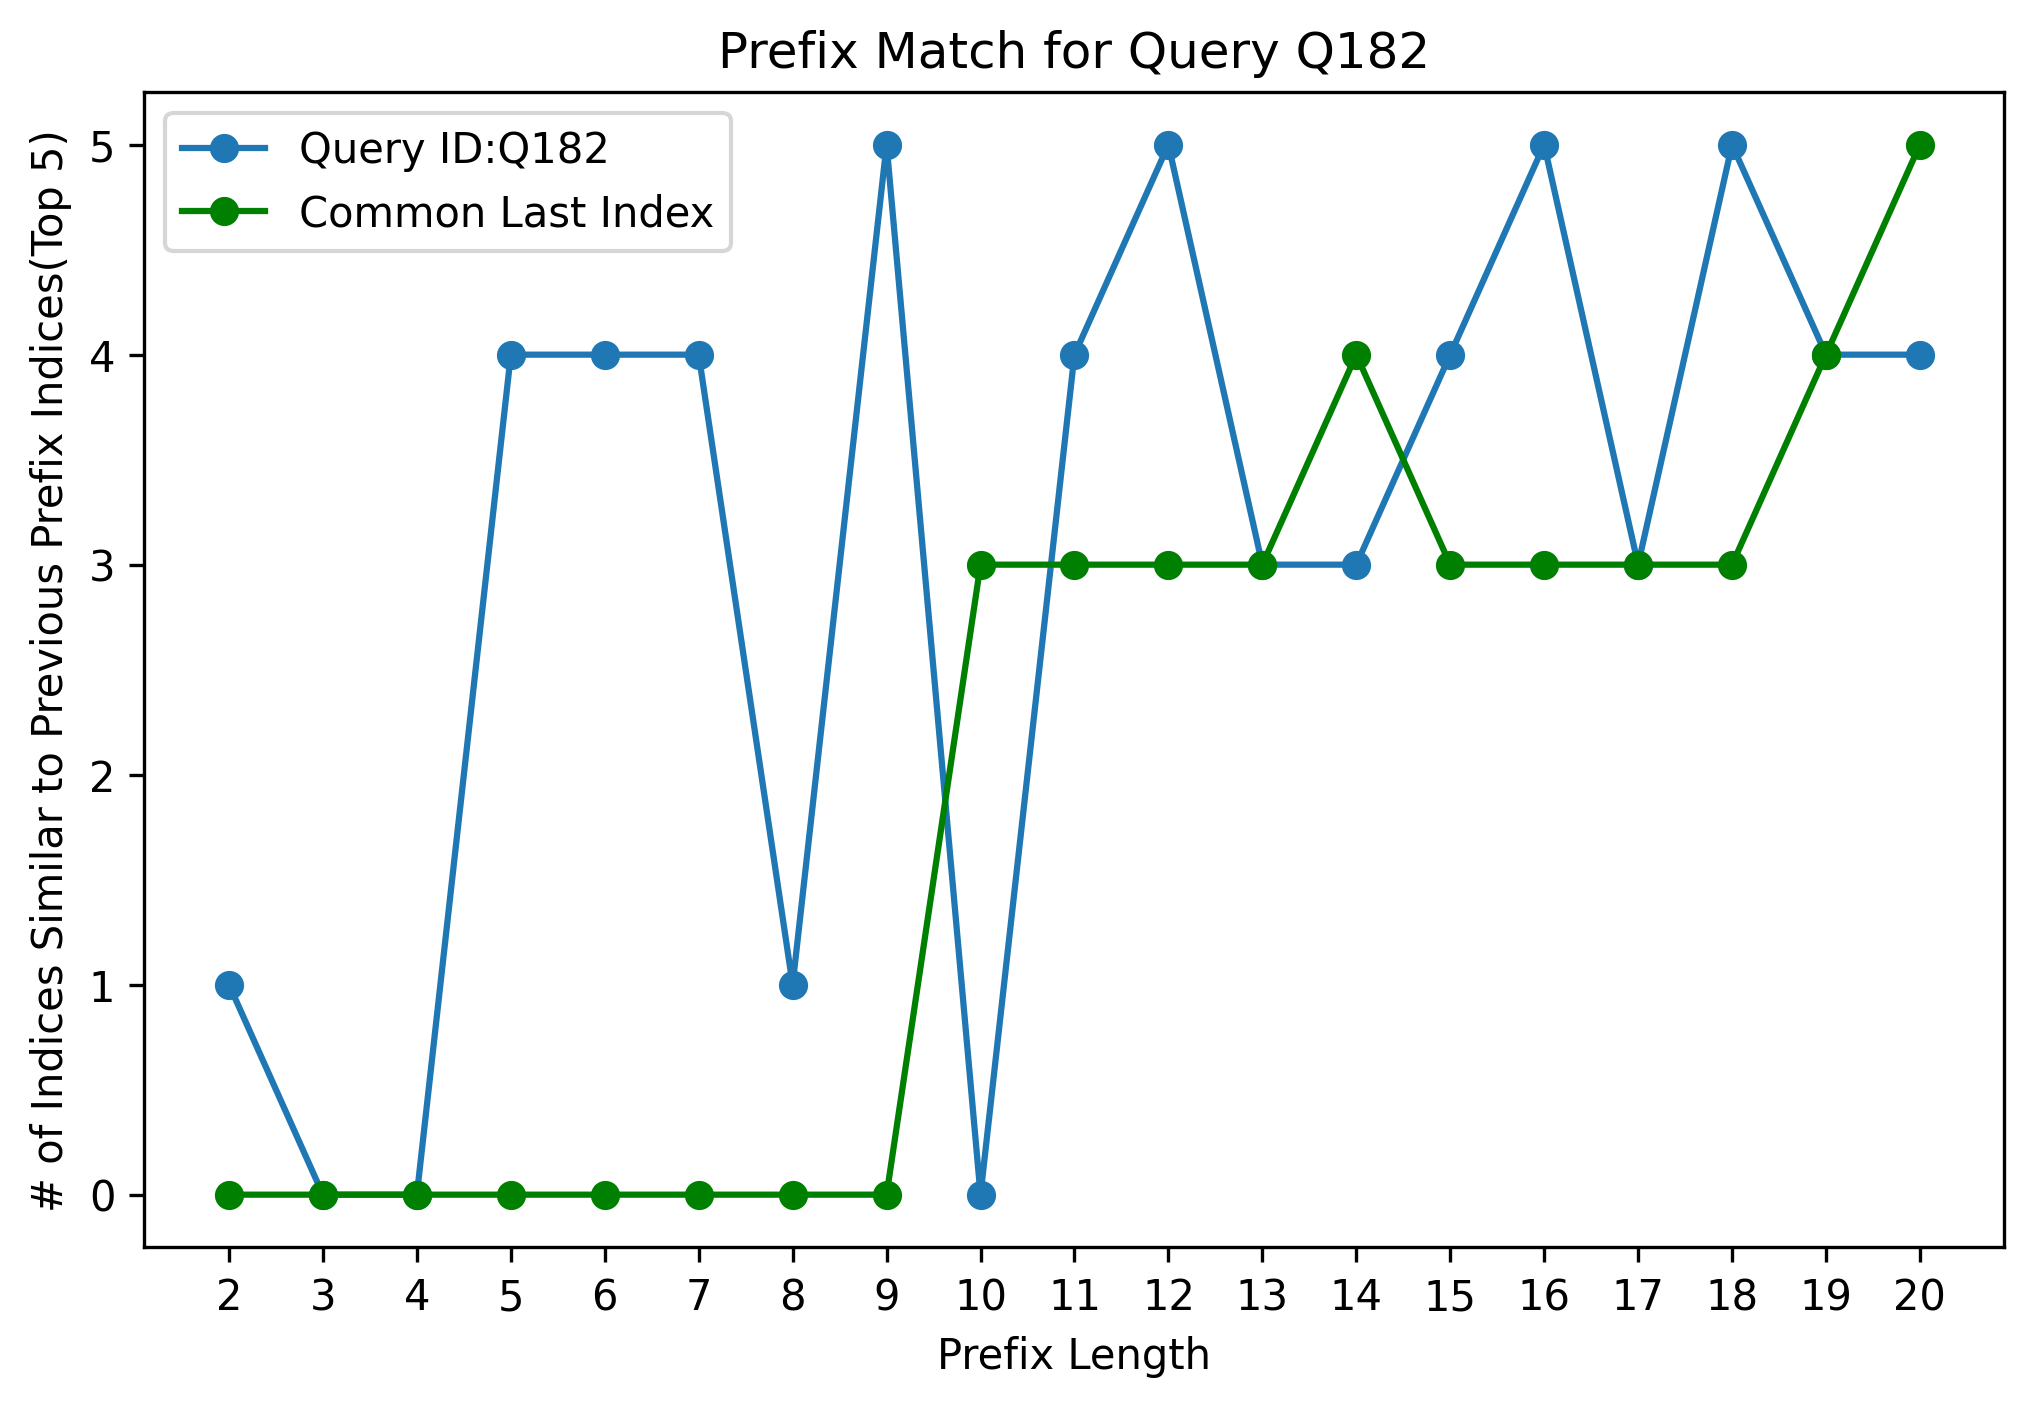 Prefix Match for Query Q182
Query ID:Q182
Common Last Index
# of Indices Similar to Previous Prefix Indices(Top 5)
5
4
3
2
1
0
2 3 4 5 6 7 8 9 10 11 12 13 14 15 16 17 18 19 20
Prefix Length